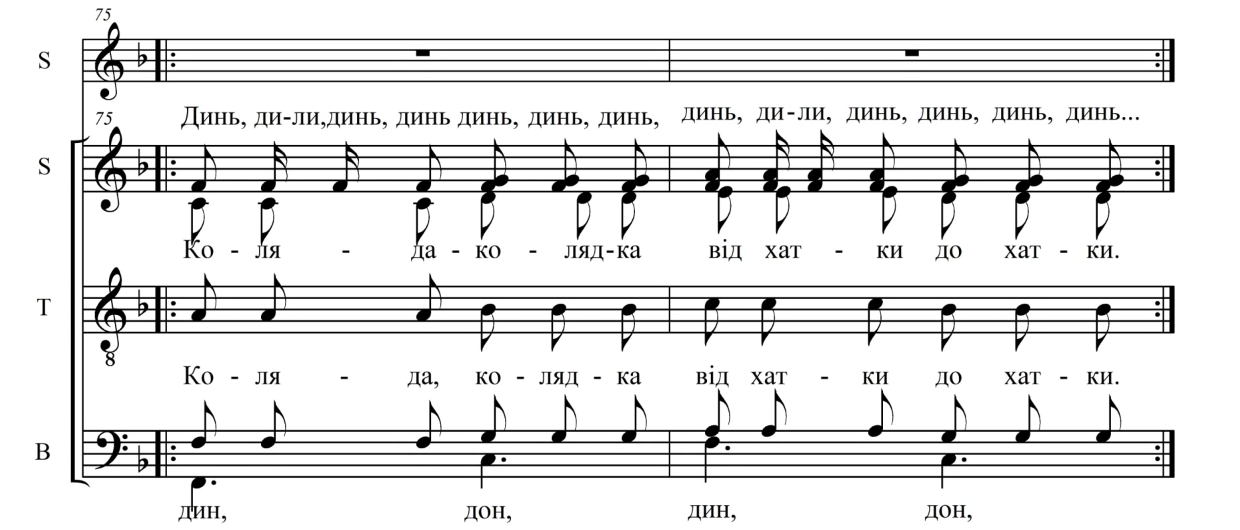 75
S
Динь, ди-ли,динь, динь динь, динь, динь, динь, ди-ли, динь, динь, динь, динь...
75
S
Ко - ля - да - ко - ляд-ка від хат - ки до хат - ки.
T
8
Ко - ля - да, ко - ляд - ка від хат - ки до хат - ки.
B
дин, дон, дин, дон,